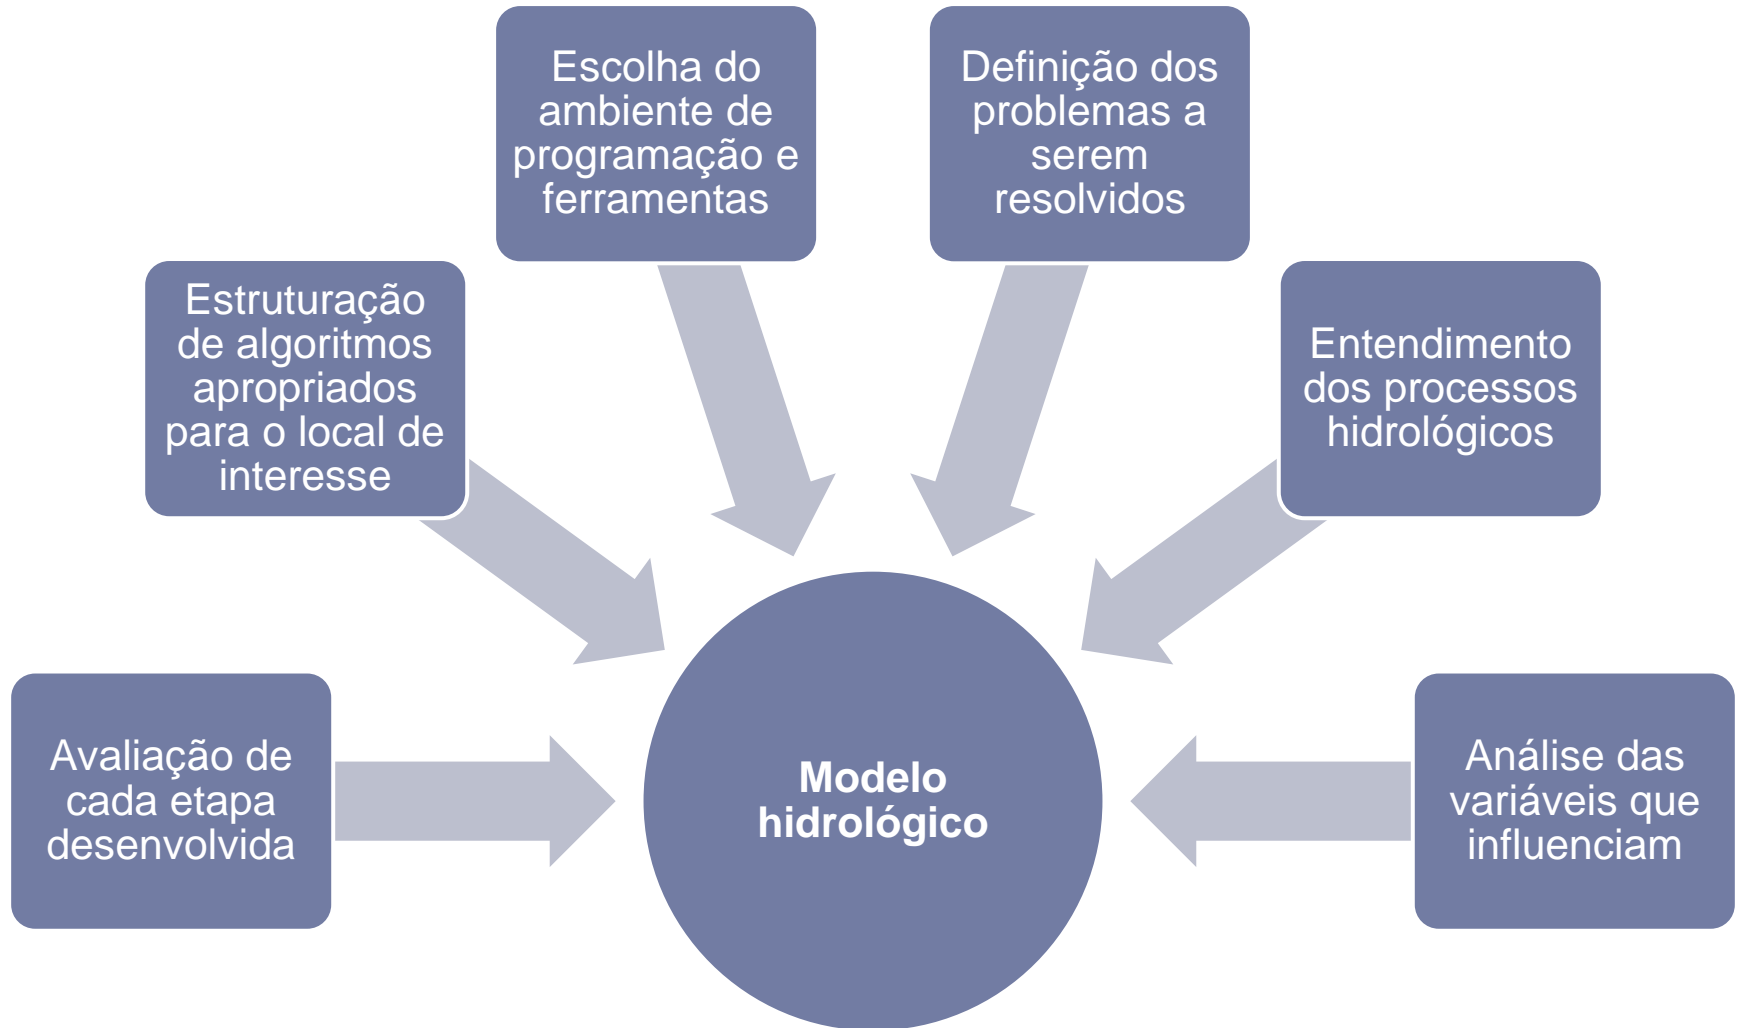 Escolha do
ambiente de
programação e
ferramentas
Definição dos
problemas a
serem
resolvidos
Estruturação
de algoritmos
apropriados
para o local de
interesse
Entendimento
dos processos
hidrológicos
Avaliação de
cada etapa
desenvolvida
Modelo
hidrológico
Análise das
variáveis que
influenciam